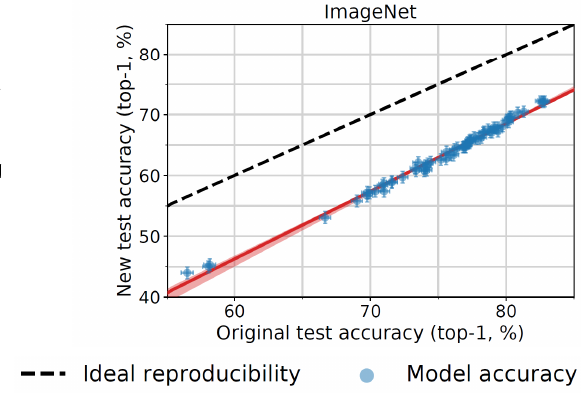 ImageNet
New test accuracy (top-1, %)
80
70
60
50
40
60 70 80
Original test accuracy (top-1, %)
Ideal reproducibility Model accuracy